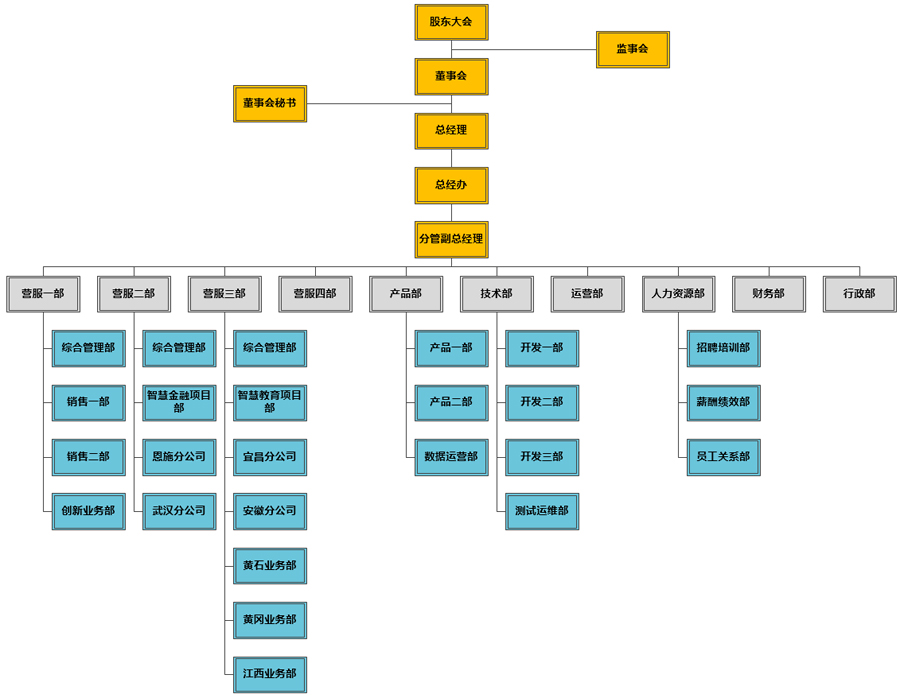 股东大会
监事会
董事会
董事会秘书
总经理
总经办
分管副总经理
营服一部
营服二部
营服三部
营服四部
产品部
技术部
运营部
人力资源部
财务部
行政部
综合管理部
综合管理部
综合管理部
产品一部
开发一部
招聘培训部
销售一部
智慧金融项目
部
智慧教育项目
部
产品二部
开发二部
薪酬绩效部
销售二部
恩施分公司
宜昌分公司
数据运营部
开发三部
员工关系部
创新业务部
武汉分公司
安徽分公司
测试运维部
黄石业务部
黄冈业务部
江西业务部